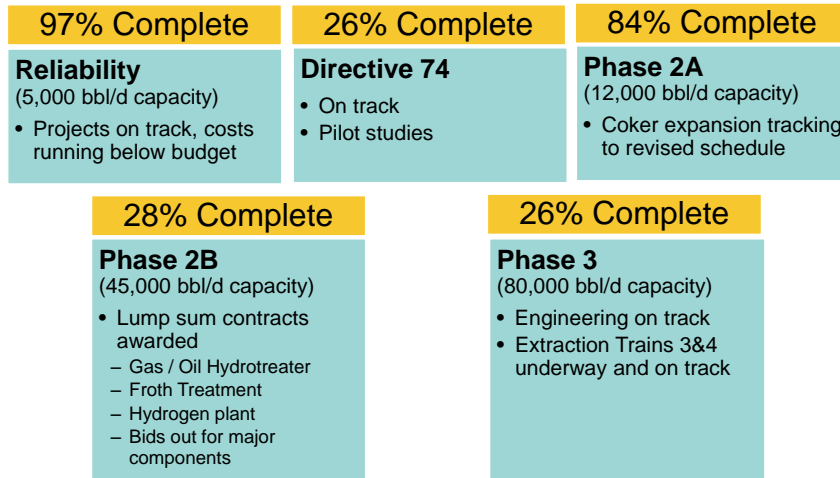 97% Complete
Reliability
(5,000 bbl/d capacity)
• Projects on track, costs
running below budget
26% Complete
Directive 74
• On track
• Pilot studies
84% Complete
Phase 2A
(12,000 bbl/d capacity)
• Coker expansion tracking
to revised schedule
28% Complete
Phase 2B
(45,000 bbl/d capacity)
• Lump sum contracts
awarded
– Gas / Oil Hydrotreater
– Froth Treatment
– Hydrogen plant
– Bids out for major
components
26% Complete
Phase 3
(80,000 bbl/d capacity)
• Engineering on track
• Extraction Trains 3&4
underway and on track